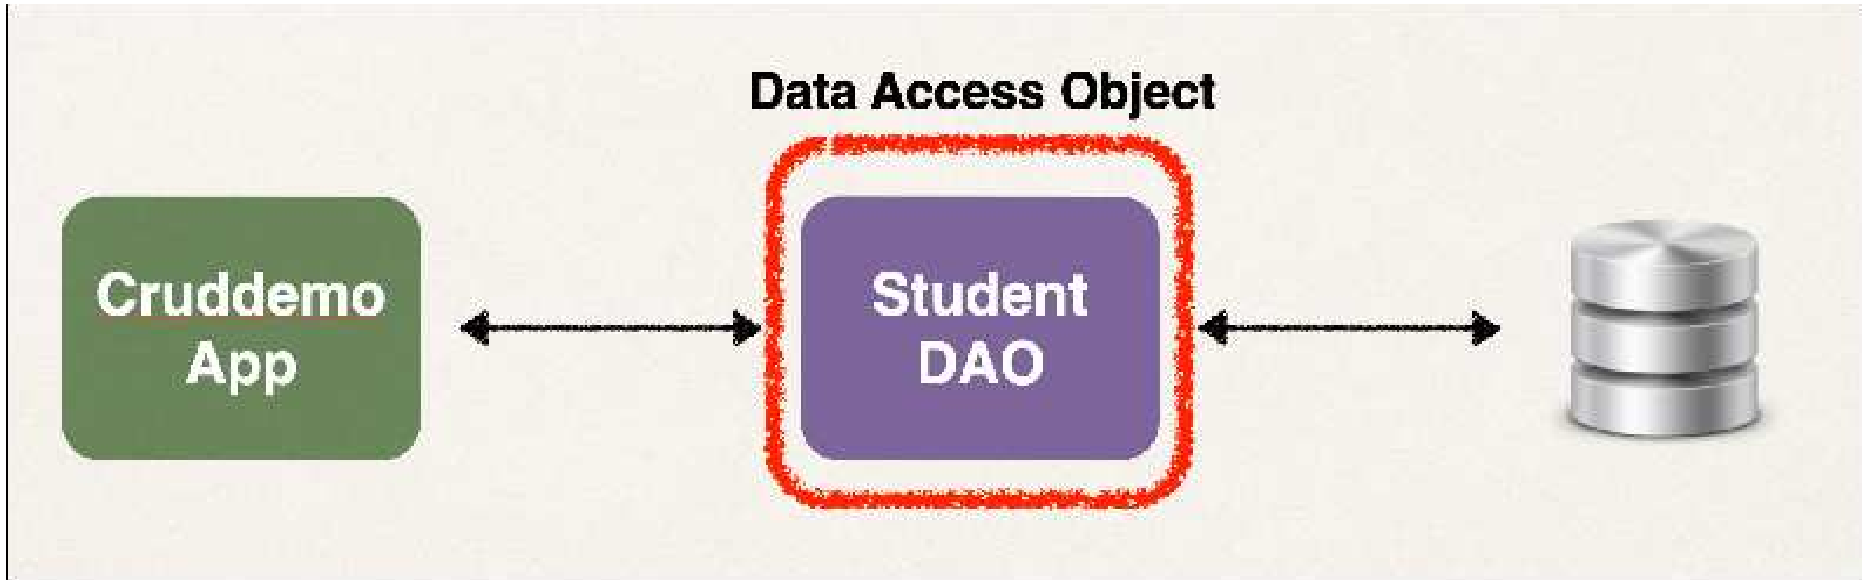 Data Access Object
Cruddemo
App
Student
DAO